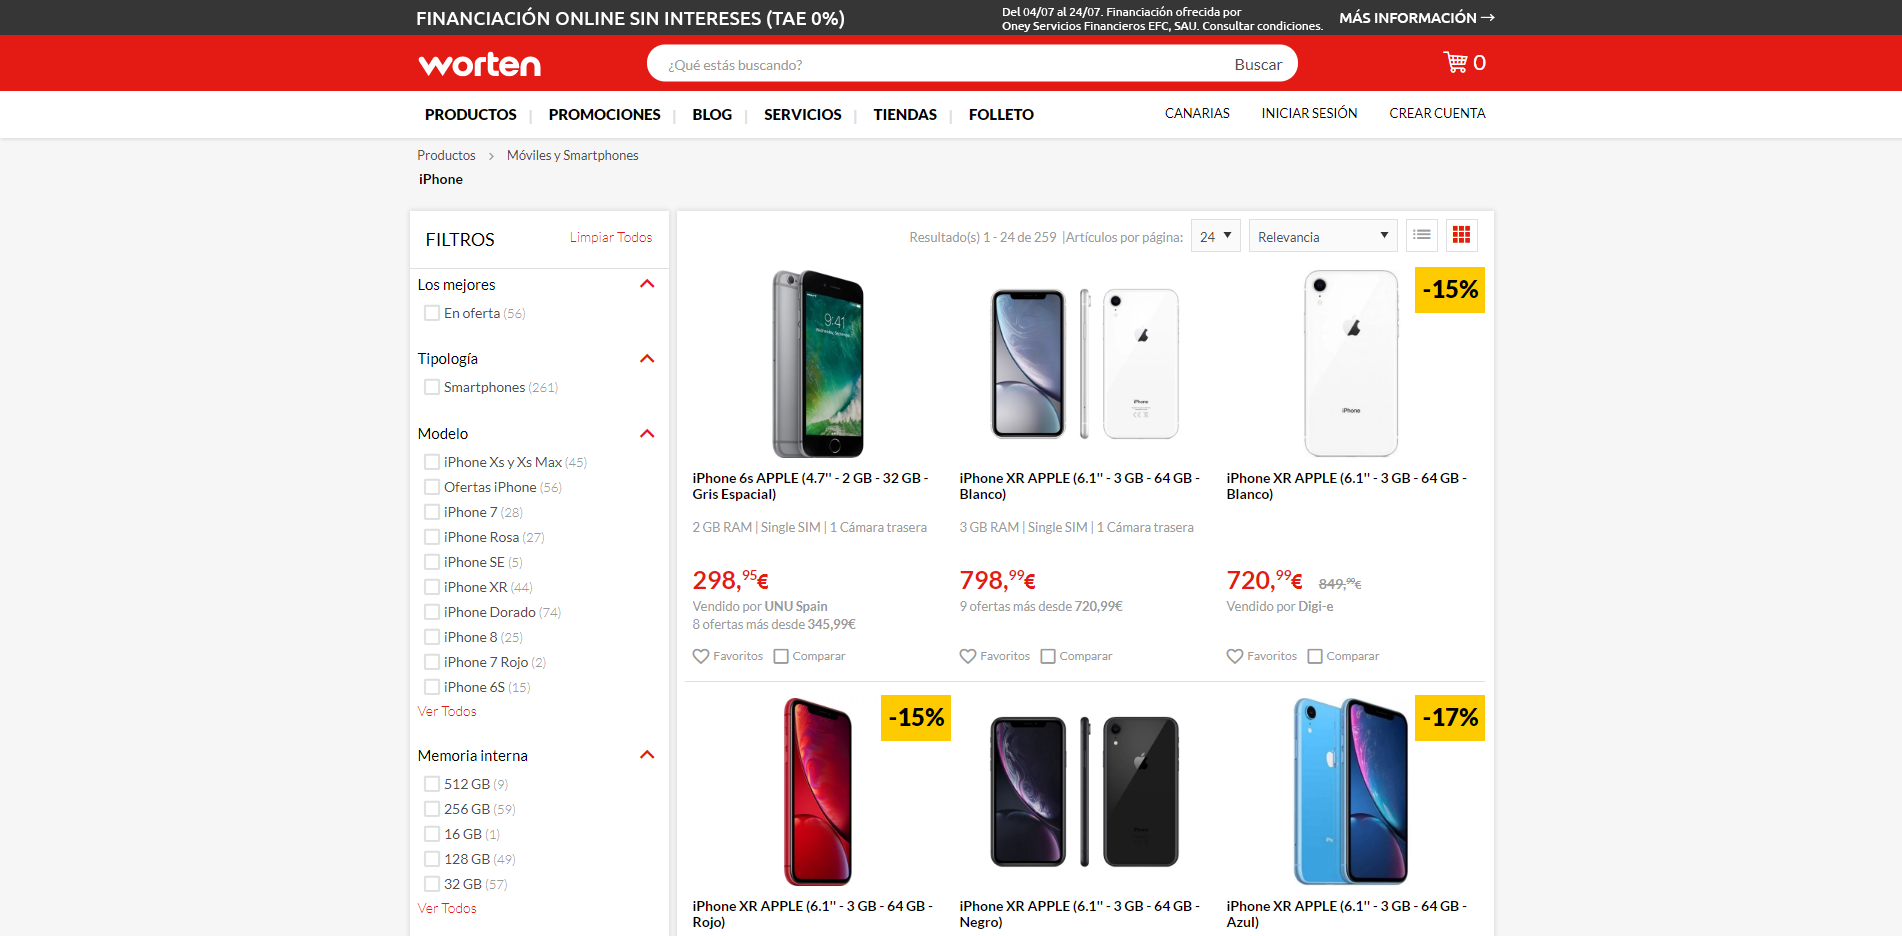 FINANCIACIÓN ONLINE SIN INTERESES (TAE 0%)
Del 04/07 al 24/07. Financiación ofrecida por
Oney Servicios Financieros EFC, SAU. Consultar condiciones.
MÁS INFORMACIÓN →
worten
¿Qué estás buscando?
Buscar
0
PRODUCTOS | PROMOCIONES | BLOG | SERVICIOS | TIENDAS | FOLLETO
CANARIAS
INICIAR SESIÓN
CREAR CUENTA
Productos > Móviles y Smartphones
iPhone
FILTROS
Limpiar Todos
Los mejores
En oferta (56)
Tipología
Smartphones (261)
Modelo
iPhone Xs y Xs Max (45)
Ofertas iPhone (56)
iPhone 7 (28)
iPhone Rosa (27)
iPhone SE (5)
iPhone XR (44)
iPhone Dorado (74)
iPhone 8 (25)
iPhone 7 Rojo (2)
iPhone 6S (15)
Ver Todos
Memoria interna
512 GB (9)
256 GB (59)
16 GB (1)
128 GB (49)
32 GB (57)
Ver Todos
Resultado(s) 1 - 24 de 259 |Artículos por página:
24
Relevancia
9:41
iPhone 6s APPLE (4.7'' - 2 GB - 32 GB -
Gris Espacial)
2 GB RAM | Single SIM | 1 Cámara trasera
298,95€
Vendido por UNU Spain
8 ofertas más desde 345,99€
Favoritos
Comparar
iPhone
iPhone XR APPLE (6.1'' - 3 GB - 64 GB -
Blanco)
3 GB RAM | Single SIM | 1 Cámara trasera
798,99€
9 ofertas más desde 720,99€
Favoritos
Comparar
-15%
iPhone
iPhone XR APPLE (6.1'' - 3 GB - 64 GB -
Blanco)
720,99€ 849,99€
Vendido por Digi-e
Favoritos
Comparar
-15%
iPhone XR APPLE (6.1'' - 3 GB - 64 GB -
Rojo)
iPhone XR APPLE (6.1'' - 3 GB - 64 GB -
Negro)
-17%
iPhone XR APPLE (6.1'' - 3 GB - 64 GB -
Azul)